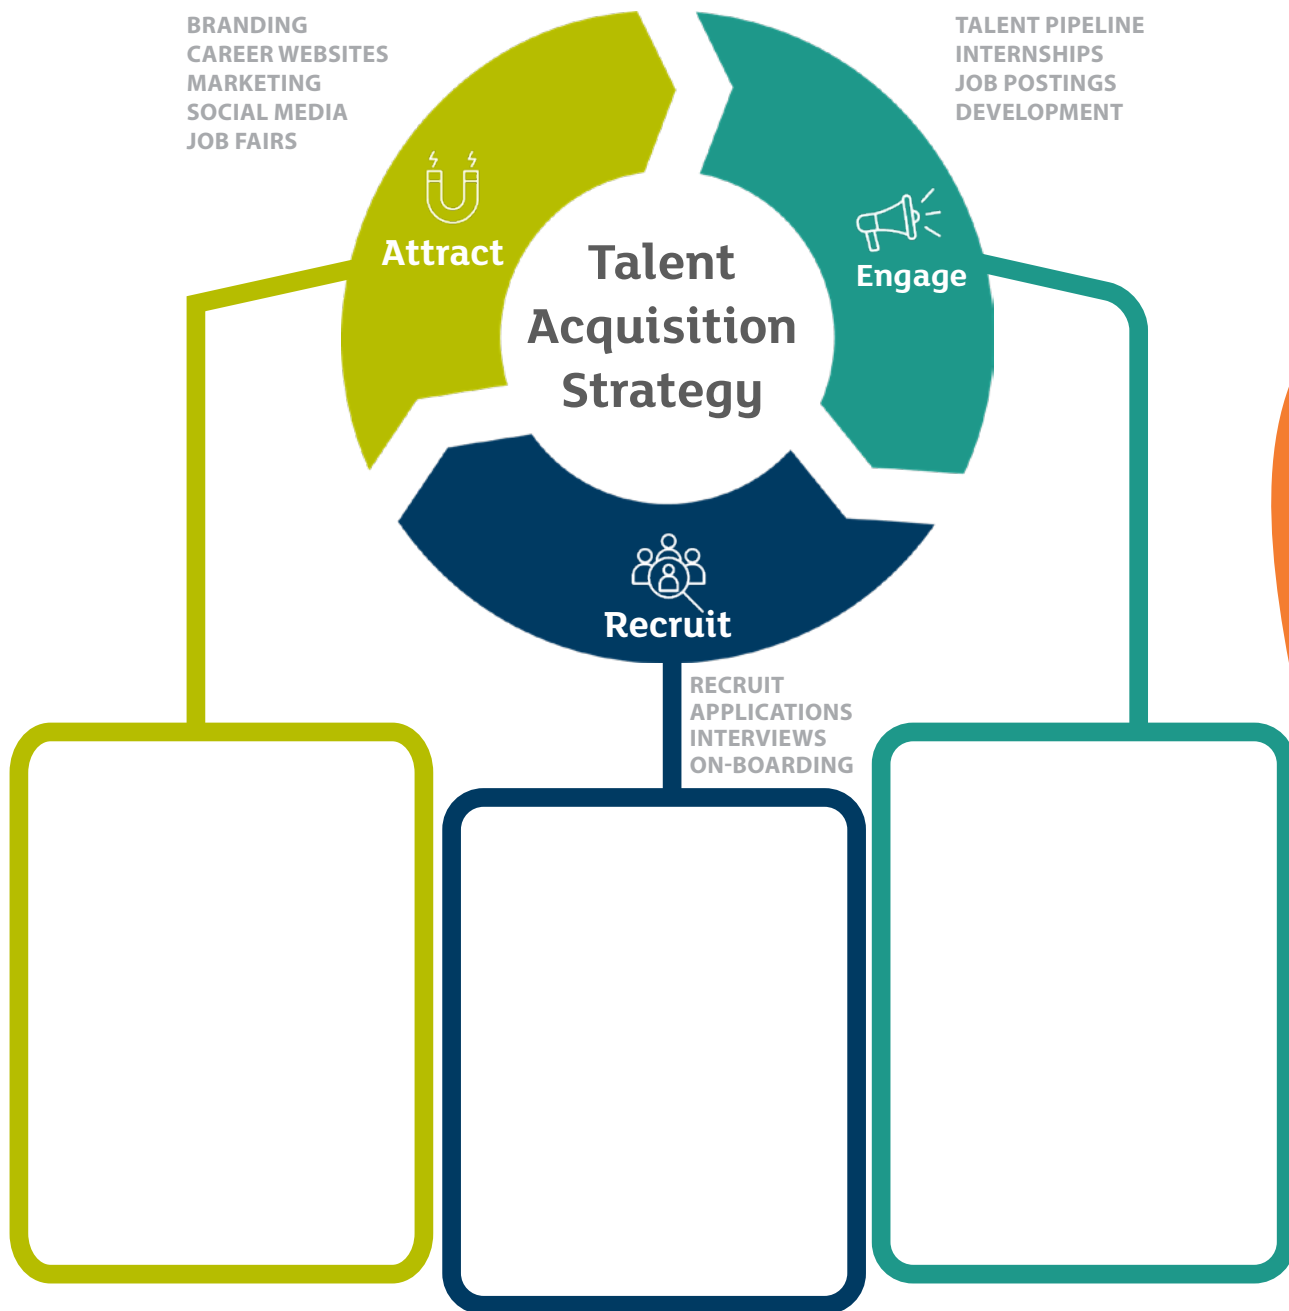 BRANDING
CAREER WEBSITES
MARKETING
SOCIAL MEDIA
JOB FAIRS
TALENT PIPELINE
INTERNSHIPS
JOB POSTINGS
DEVELOPMENT
Attract
Engage
Talent
Acquisition
Strategy
Recruit
RECRUIT
APPLICATIONS
INTERVIEWS
ON-BOARDING